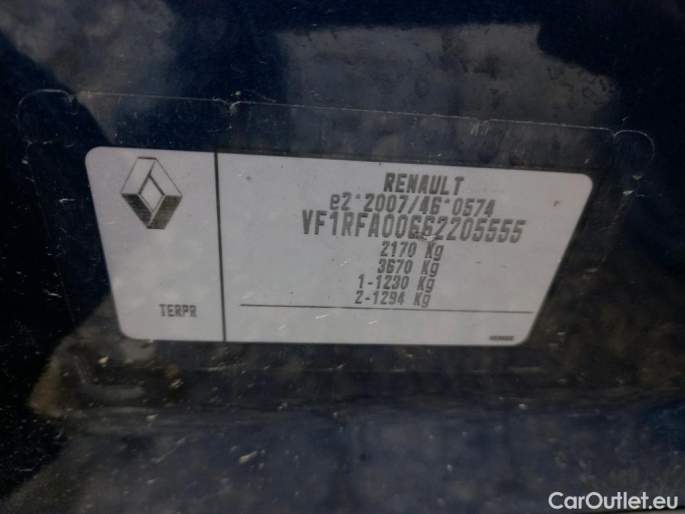 RENAULT
e2*2007/46*0574
VF1RFA00662205555
2170 Kg
3670 Kg
1-1230 Kg
2-1294 Kg
TERPR
CarOutlet.eu